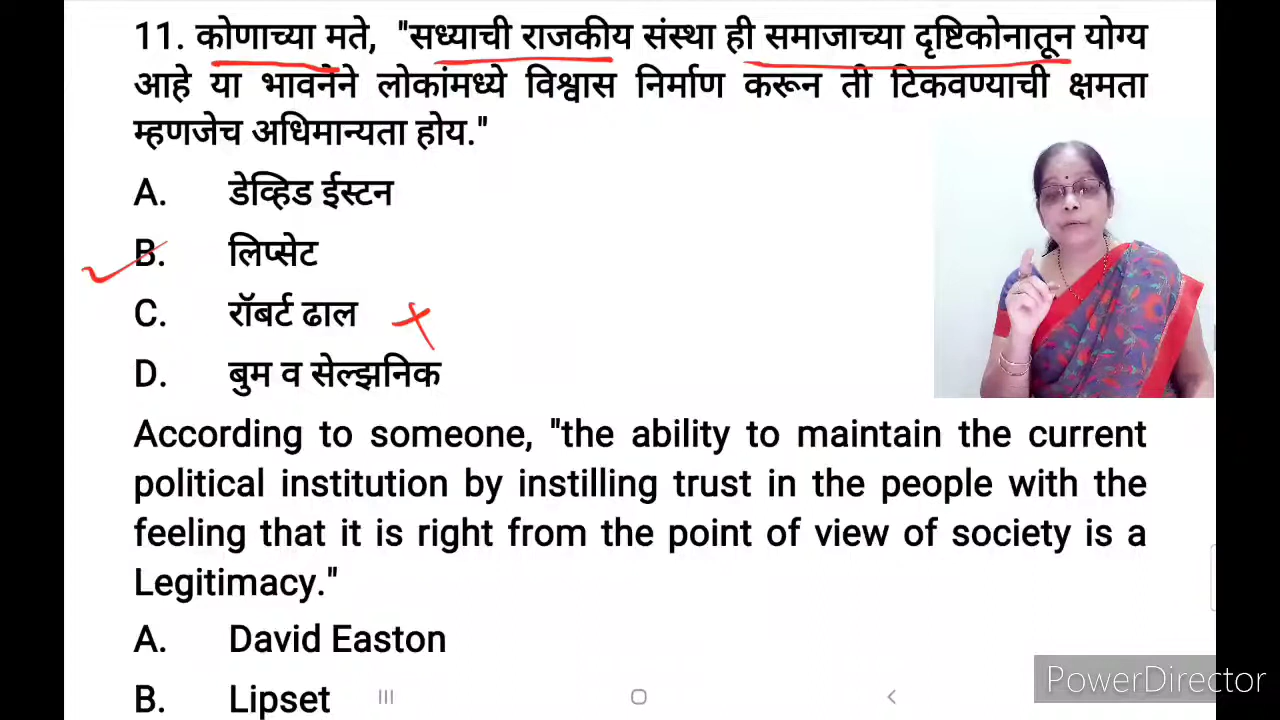 11. कोणाच्या मते, "सध्याची राजकीय संस्था ही समाजाच्या दृष्टिकोनातून योग्य
आहे या भावनेने लोकांमध्ये विश्वास निर्माण करून ती टिकवण्याची क्षमता
म्हणजेच अधिमान्यता होय."
A. डेव्हिड ईस्टन
B. लिप्सेट
C. रॉबर्ट ढाल
D. बुम व सेल्झनिक
According to someone, "the ability to maintain the current
political institution by instilling trust in the people with the
feeling that it is right from the point of view of society is a
Legitimacy."
A. David Easton
B. Lipset
PowerDirector